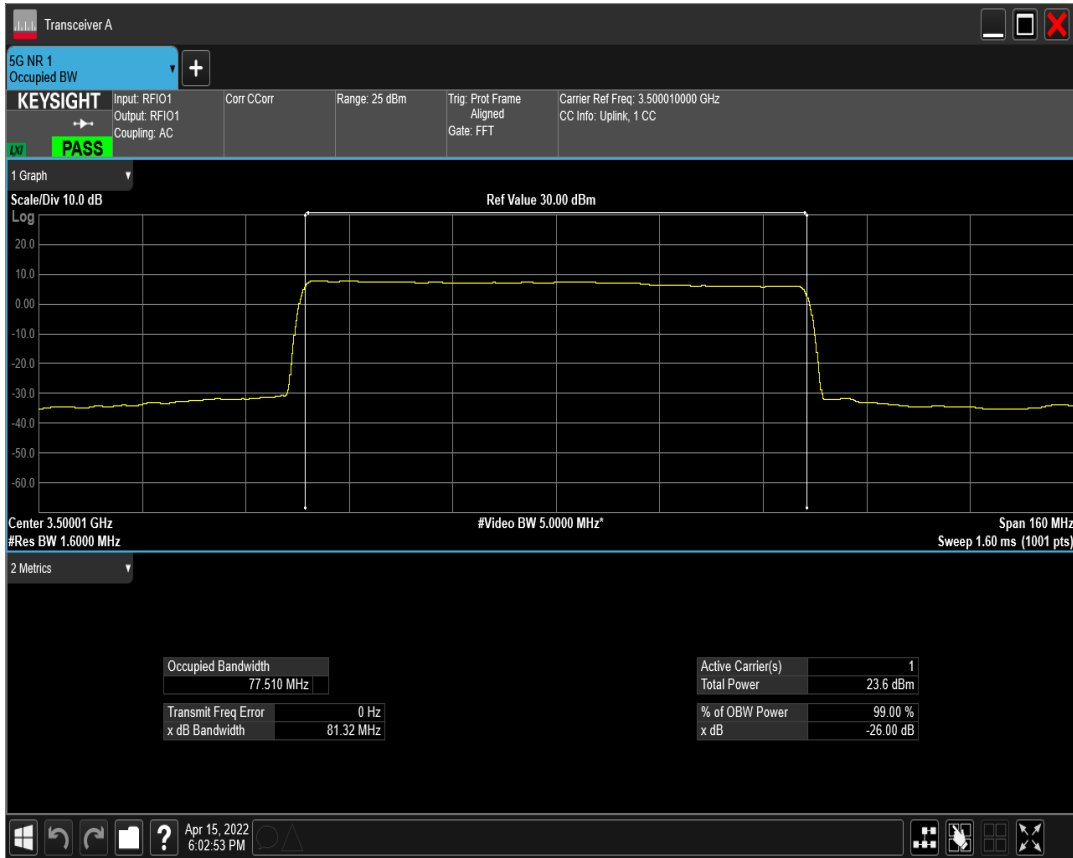 Transceiver A
5G NR 1
Occupied BW
+
KEYSIGHT
LXI
PASS
Input: RFIO1
Output: RFIO1
Coupling: AC
Corr CCorr
Range: 25 dBm
Trig: Prot Frame
Aligned
Gate: FFT
Carrier Ref Freq: 3.500010000 GHz
CC Info: Uplink, 1 CC
1 Graph
Scale/Div 10.0 dB
Ref Value 30.00 dBm
Log
20.0
10.0
0.00
-10.0
-20.0
-30.0
-40.0
-50.0
-60.0
Center 3.50001 GHz
#Video BW 5.0000 MHz*
Span 160 MHz
#Res BW 1.6000 MHz
Sweep 1.60 ms (1001 pts)
2 Metrics
Occupied Bandwidth
77.510 MHz
Transmit Freq Error 0 Hz
x dB Bandwidth 81.32 MHz
Active Carrier(s) 1
Total Power 23.6 dBm
% of OBW Power 99.00 %
x dB -26.00 dB
?
Apr 15, 2022
6:02:53 PM